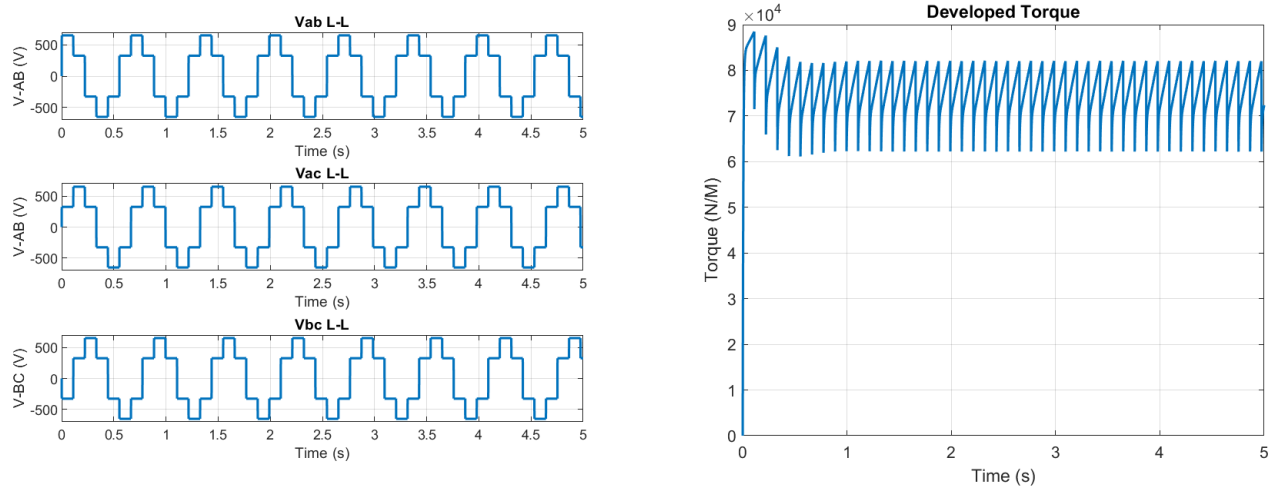 Vab L-L
V-AB (V)
500
0
-500
0 0.5 1 1.5 2 2.5 3 3.5 4 4.5 5
Time (s)
Vac L-L
V-AB (V)
500
0
-500
0 0.5 1 1.5 2 2.5 3 3.5 4 4.5 5
Time (s)
Vbc L-L
V-BC (V)
500
0
-500
0 0.5 1 1.5 2 2.5 3 3.5 4 4.5 5
Time (s)
Developed Torque
×10⁴
Torque (N/M)
9
8
7
6
5
4
3
2
1
0
0 1 2 3 4 5
Time (s)